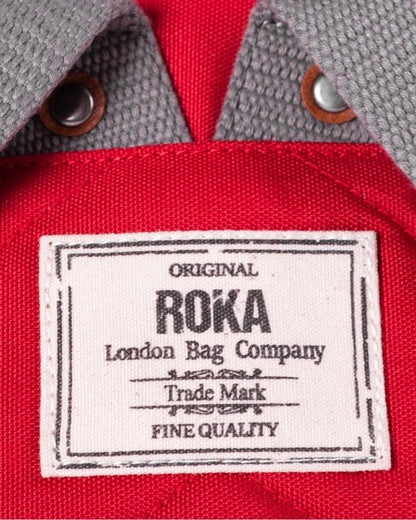 ORIGINAL
ROKA
London Bag Company
Trade Mark
FINE QUALITY